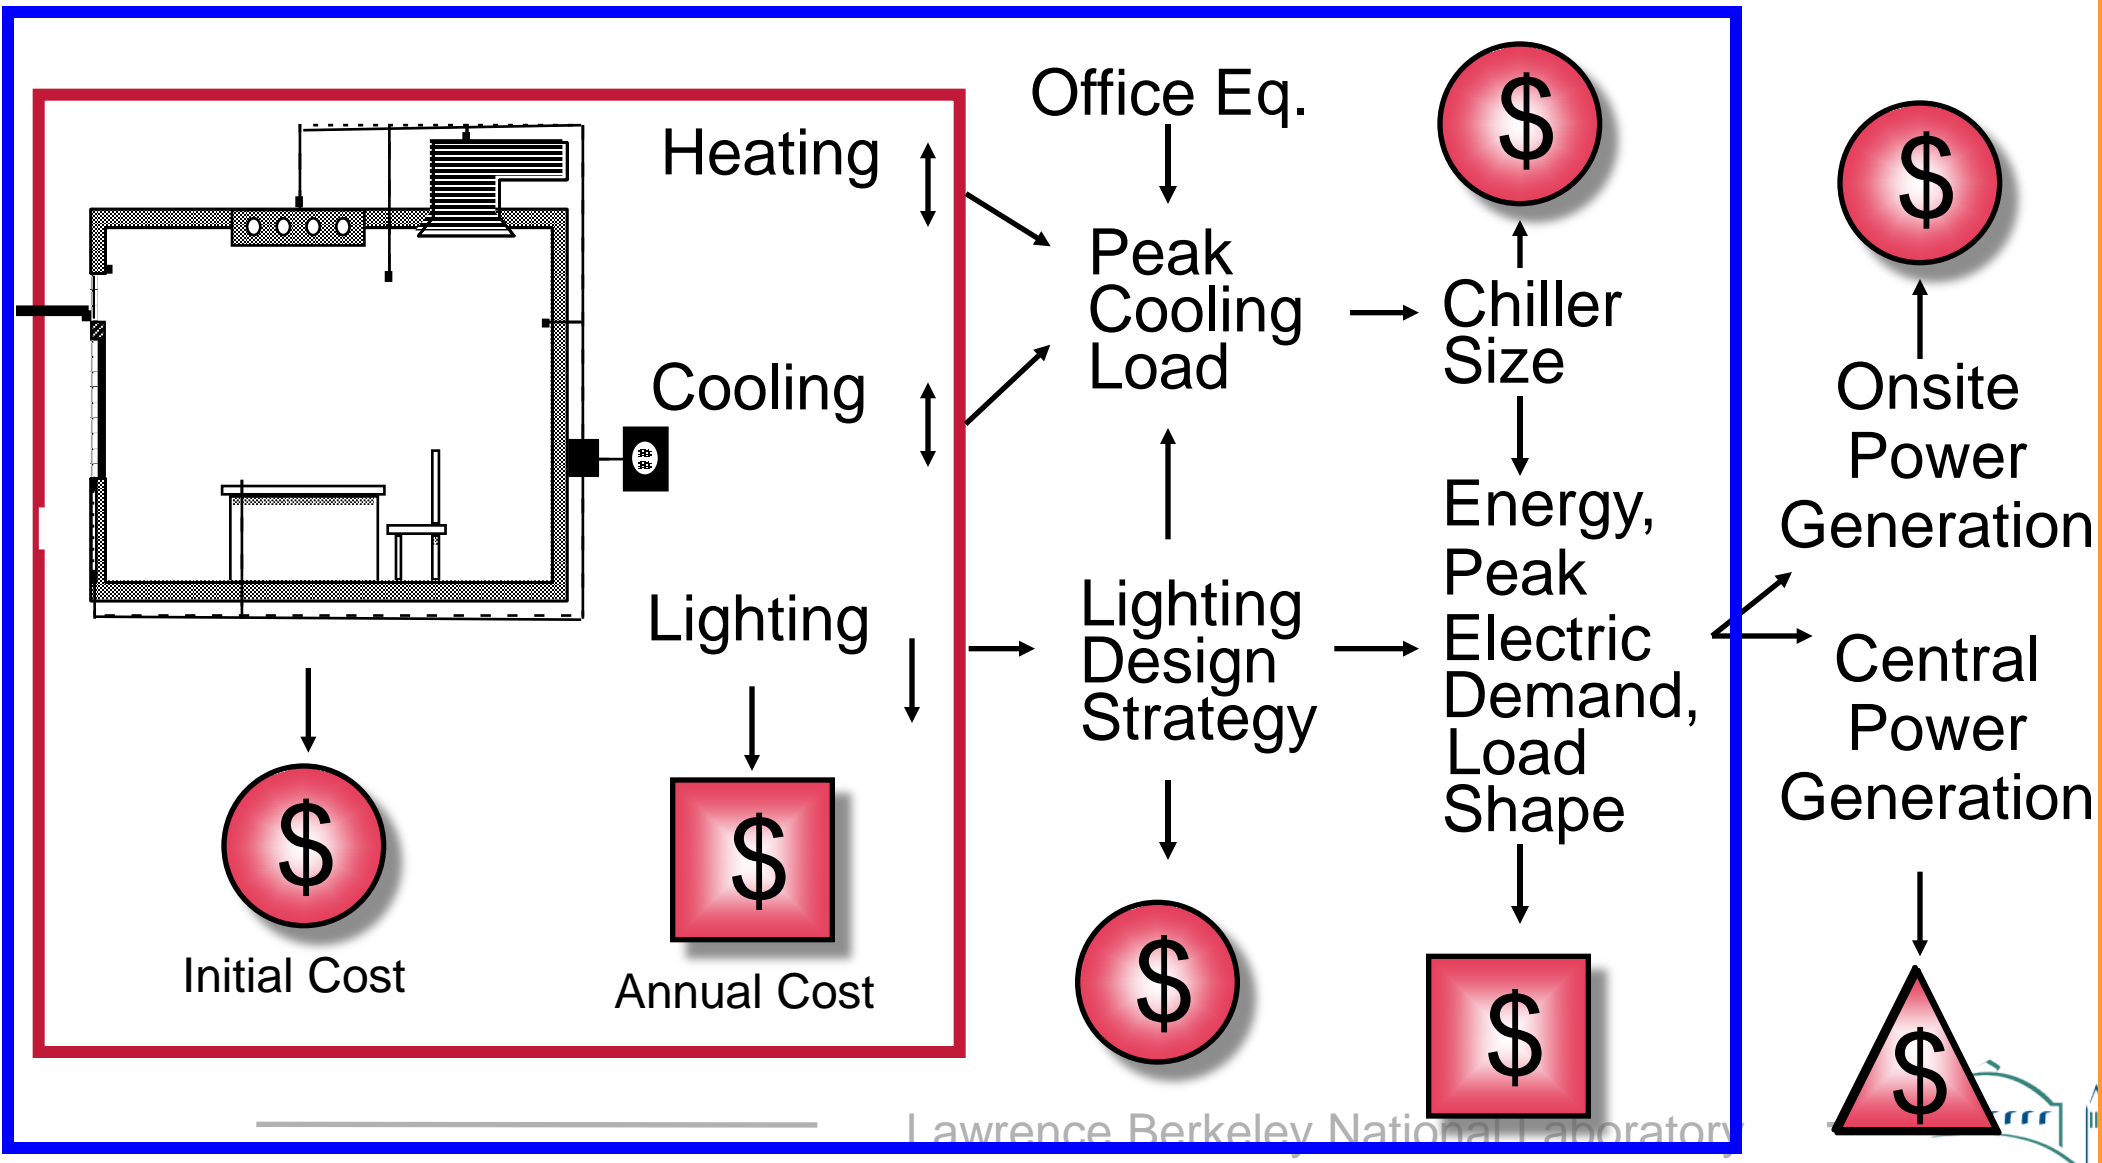 Heating
Cooling
Lighting
$
Initial Cost
$
Annual Cost
Office Eq.
Peak
Cooling
Load
Lighting
Design
Strategy
$
$
Chiller
Size
Energy,
Peak
Electric
Demand,
Load
Shape
$
$
Onsite
Power
Generation
Central
Power
Generation
$
Lawrence Berkeley National Laboratory